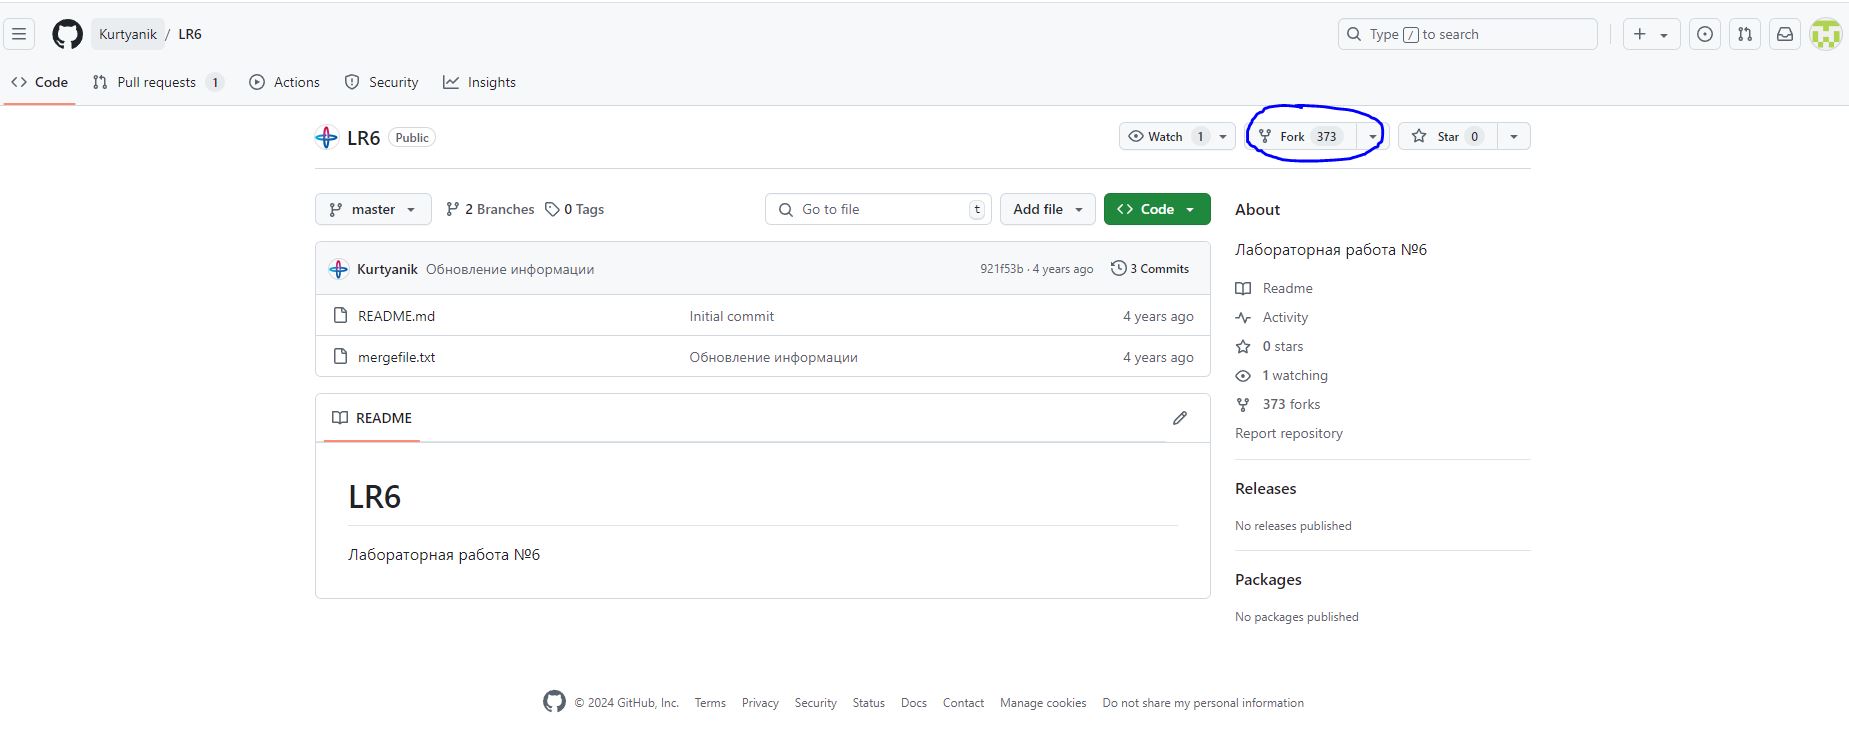 Kurtyanik / LR6 Type / to search
Code Pull requests 1 Actions Security Insights
LR6 Public Watch 1 Fork 373 Star 0
master 2 Branches 0 Tags Go to file t Add file Code
About
Лабораторная работа №6
Kurtyanik Обновление информации 921f53b · 4 years ago 3 Commits
Readme
README.md Initial commit 4 years ago
Activity
0 stars
mergefile.txt Обновление информации 4 years ago
1 watching
373 forks
README
Report repository
LR6
Releases
No releases published
Лабораторная работа №6
Packages
No packages published
© 2024 GitHub, Inc. Terms Privacy Security Status Docs Contact Manage cookies Do not share my personal information